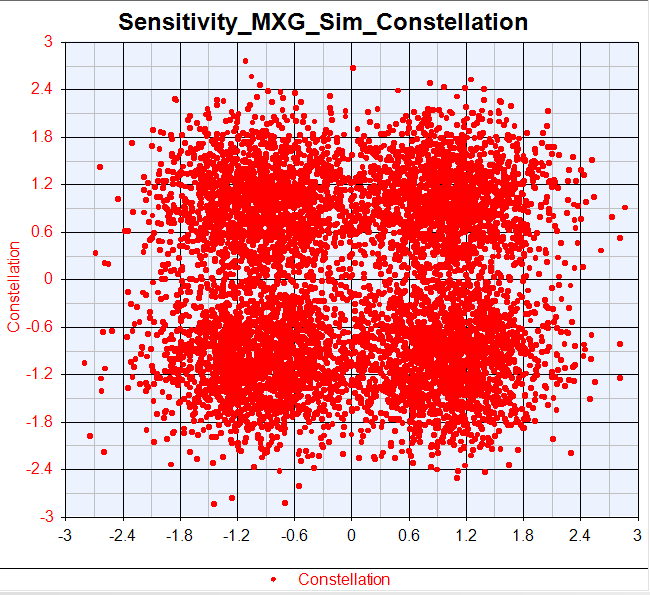 Sensitivity_MXG_Sim_Constellation
3
2.4
1.8
1.2
0.6
0
-0.6
-1.2
-1.8
-2.4
-3
Constellation
-3 -2.4 -1.8 -1.2 -0.6 0 0.6 1.2 1.8 2.4 3
Constellation